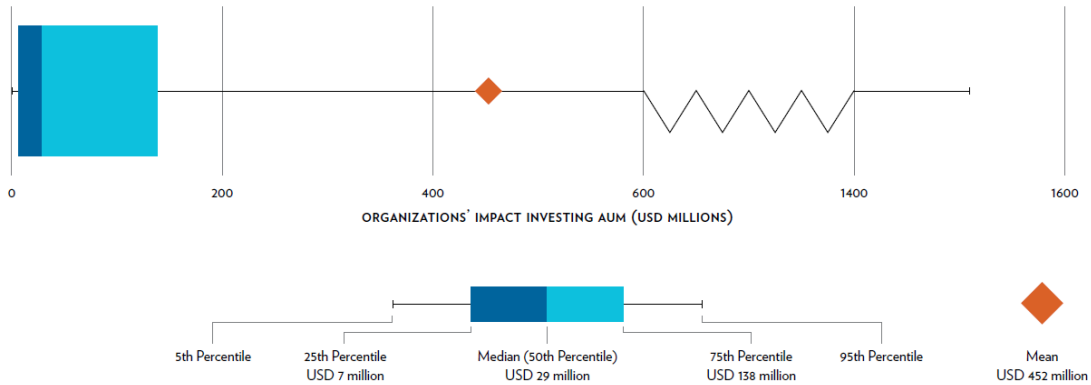 0 200 400 600 1400 1600
ORGANIZATIONS' IMPACT INVESTING AUM (USD MILLIONS)
5th Percentile 25th Percentile Median (50th Percentile) 75th Percentile 95th Percentile Mean
USD 7 million USD 29 million USD 138 million USD 452 million